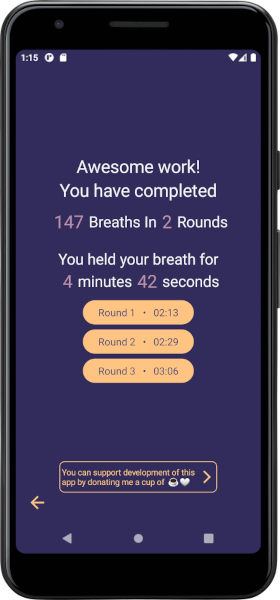 1:15
Awesome work!
You have completed
147 Breaths In 2 Rounds
You held your breath for
4 minutes 42 seconds
Round 1 • 02:13
Round 2 • 02:29
Round 3 • 03:06
You can support development of this
app by donating me a cup of ☕🤍